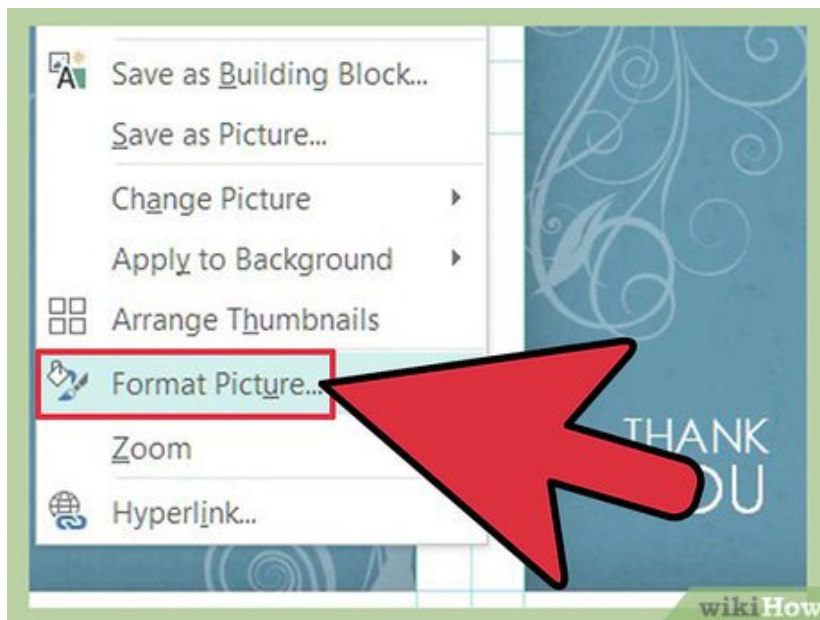 Save as Building Block...
Save as Picture...
Change Picture
Apply to Background
Arrange Thumbnails
Format Picture...
Zoom
Hyperlink...
THANK
OU
wikiHow